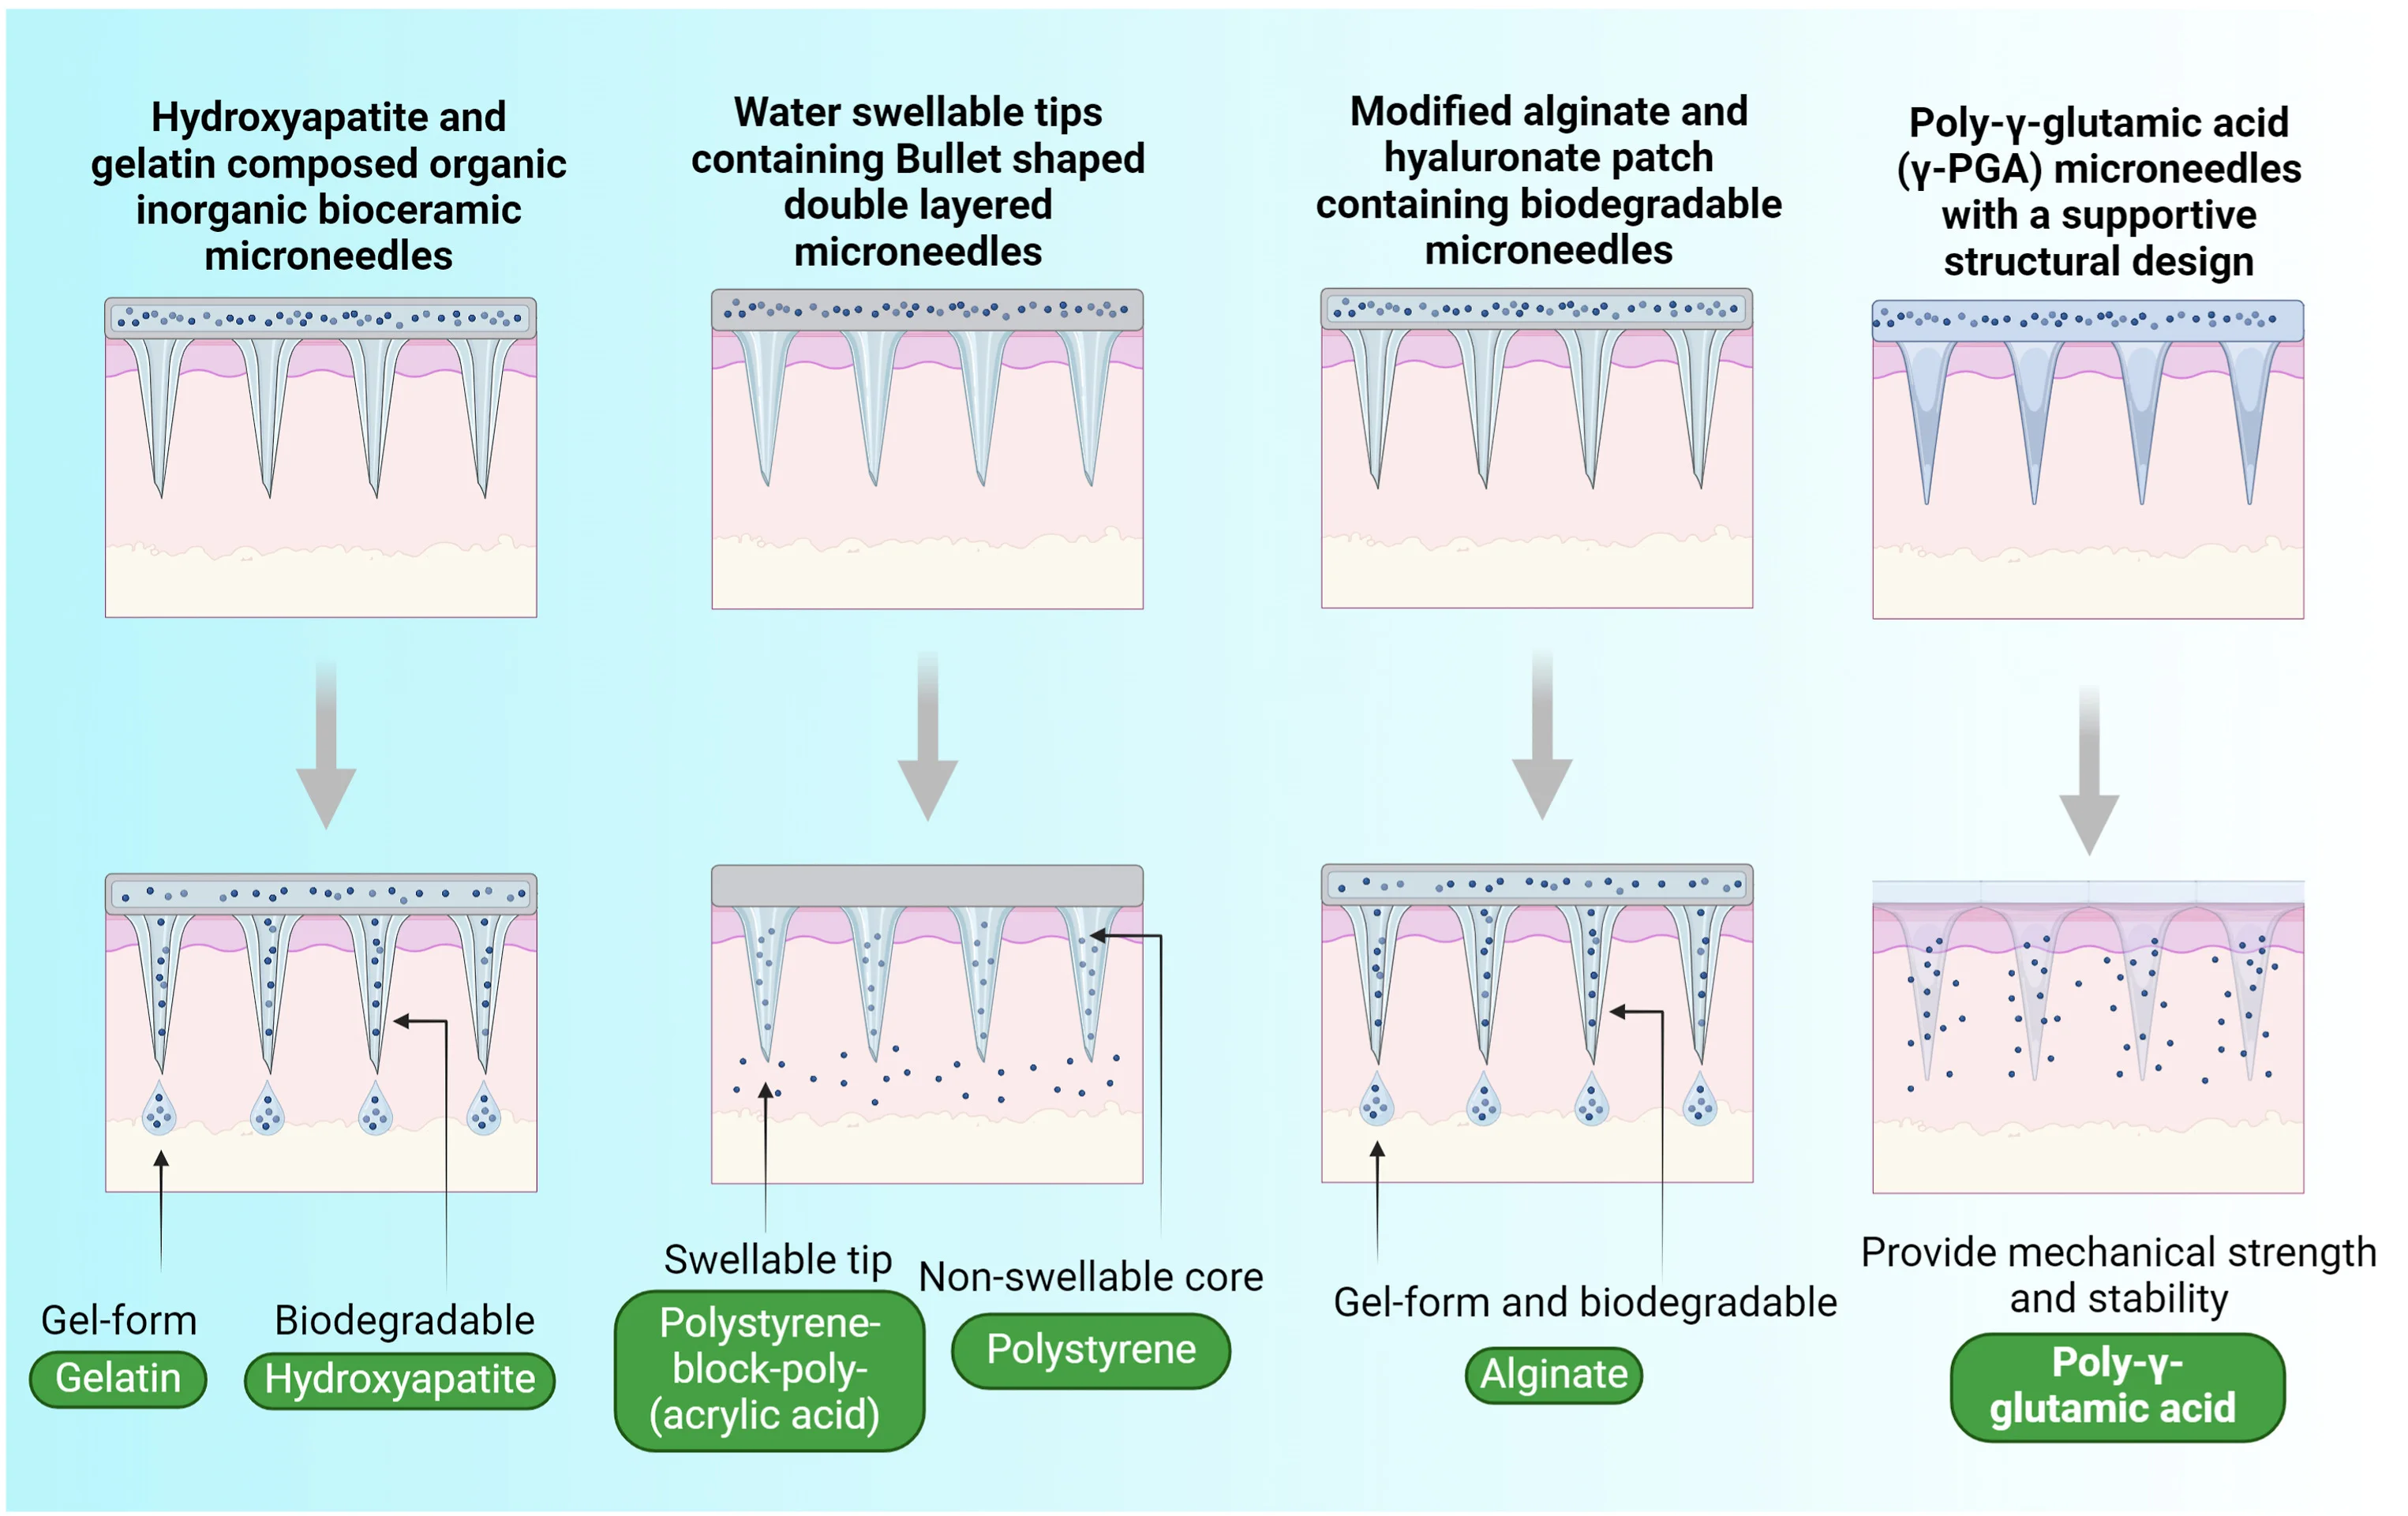 Hydroxyapatite and
gelatin composed organic
inorganic bioceramic
microneedles
Water swellable tips
containing Bullet shaped
double layered
microneedles
Modified alginate and
hyaluronate patch
containing biodegradable
microneedles
Poly-γ-glutamic acid
(γ-PGA) microneedles
with a supportive
structural design
Gel-form
Gelatin
Biodegradable
Hydroxyapatite
Swellable tip
Polystyrene-
block-poly-
(acrylic acid)
Non-swellable core
Polystyrene
Gel-form and biodegradable
Alginate
Provide mechanical strength
and stability
Poly-γ-
glutamic acid